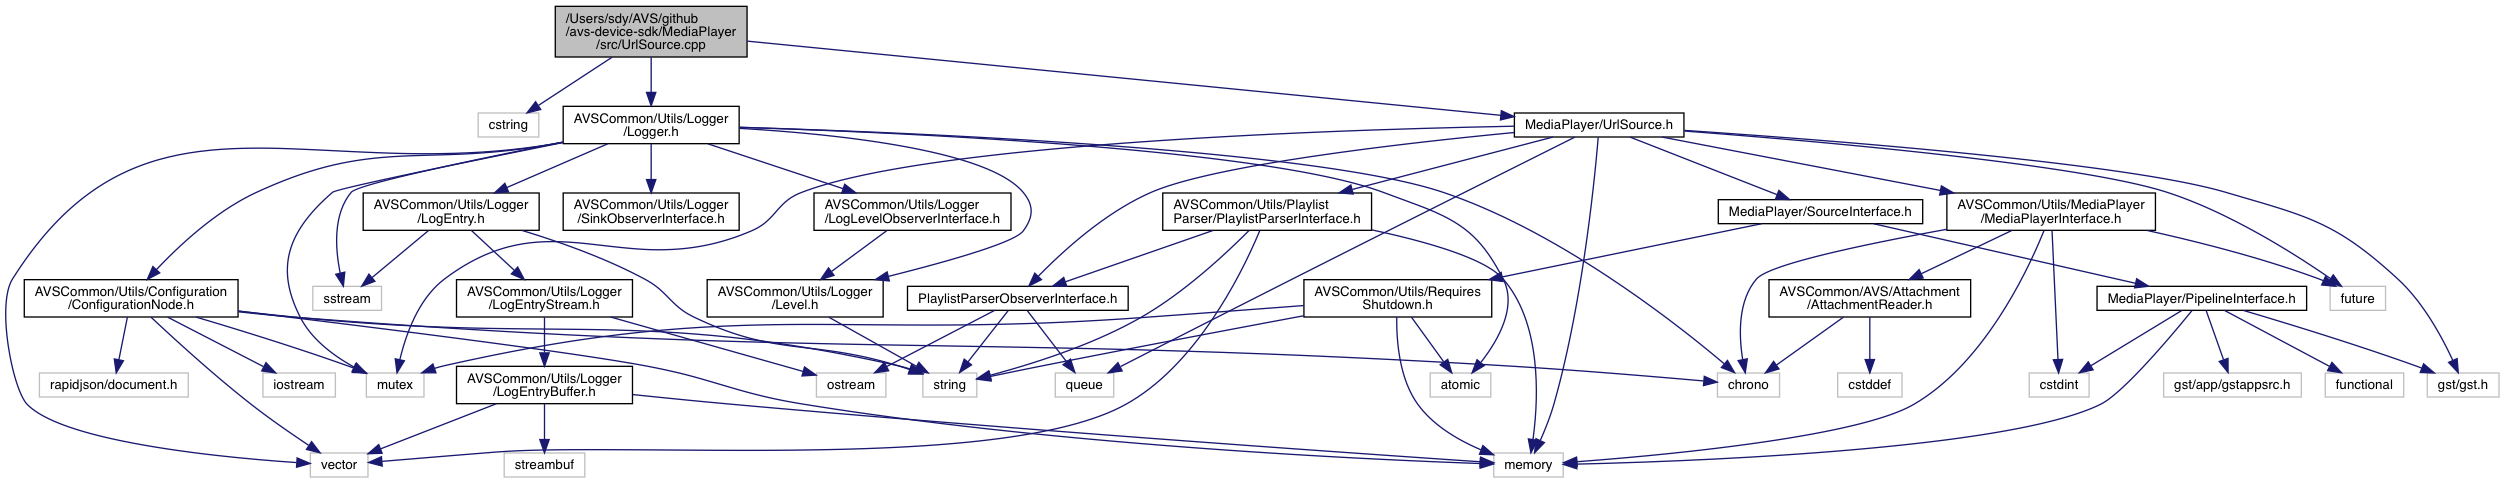 /Users/sdy/AVS/github
/avs-device-sdk/MediaPlayer
/src/UrlSource.cpp
cstring
AVSCommon/Utils/Logger
/Logger.h
MediaPlayer/UrlSource.h
AVSCommon/Utils/Logger
/LogEntry.h
AVSCommon/Utils/Logger
/SinkObserverInterface.h
AVSCommon/Utils/Logger
/LogLevelObserverInterface.h
AVSCommon/Utils/Playlist
Parser/PlaylistParserInterface.h
MediaPlayer/SourceInterface.h
AVSCommon/Utils/MediaPlayer
/MediaPlayerInterface.h
AVSCommon/Utils/Configuration
/ConfigurationNode.h
sstream
AVSCommon/Utils/Logger
/LogEntryStream.h
AVSCommon/Utils/Logger
/Level.h
PlaylistParserObserverInterface.h
AVSCommon/Utils/Requires
Shutdown.h
AVSCommon/AVS/Attachment
/AttachmentReader.h
MediaPlayer/PipelineInterface.h
future
rapidjson/document.h
iostream
mutex
AVSCommon/Utils/Logger
/LogEntryBuffer.h
ostream
string
queue
atomic
chrono
cstddef
cstdint
gst/app/gstappsrc.h
functional
gst/gst.h
vector
streambuf
memory